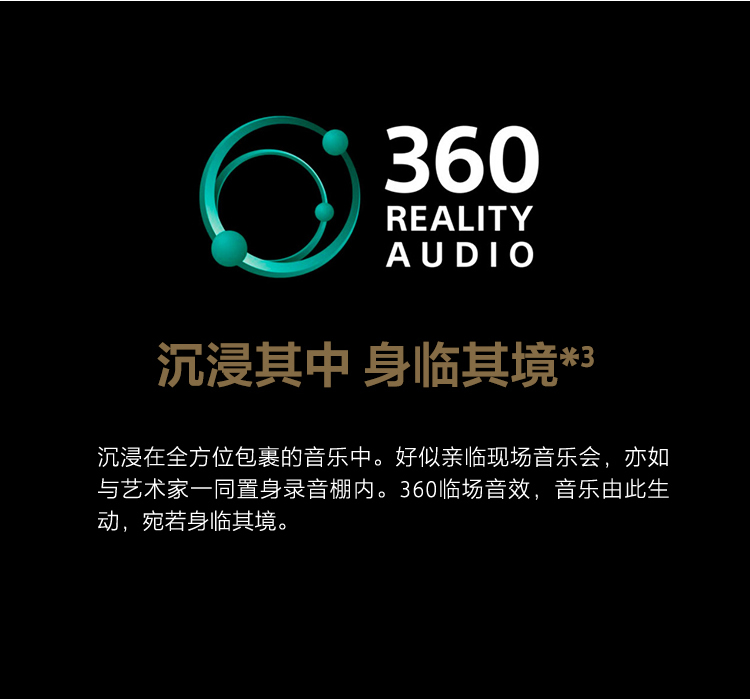 360
REALITY
AUDIO
沉浸其中 身临其境*3
沉浸在全方位包裹的音乐中。好似亲临现场音乐会，亦如
与艺术家一同置身录音棚内。360临场音效，音乐由此生
动，宛若身临其境。